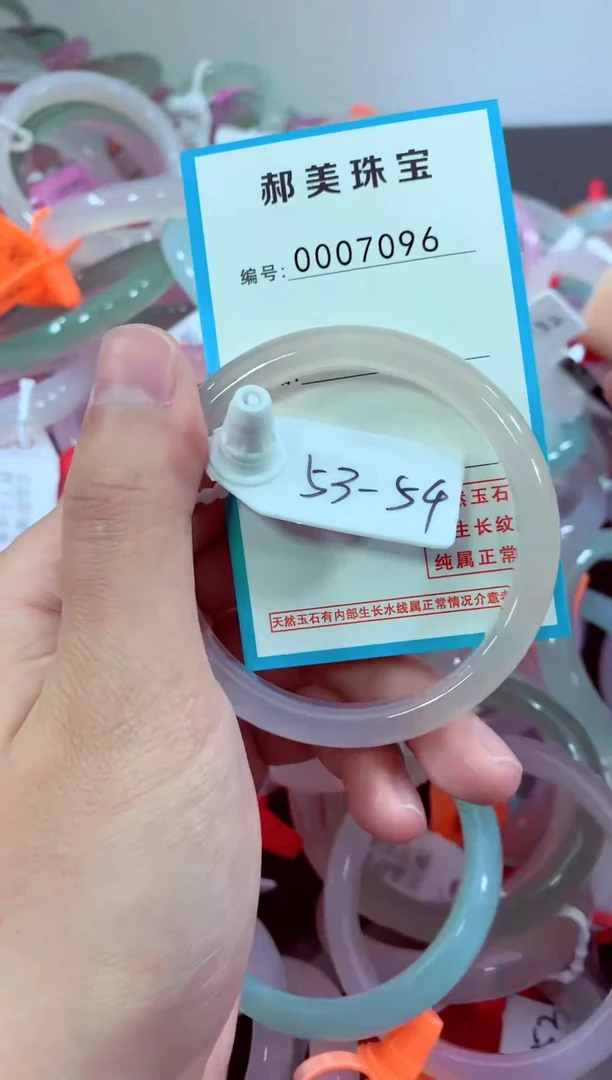 郝美珠宝
编号: 0007096
53-54
然玉石
生长纹
纯属正常
天然玉石有内部生长水线属正常情况介意者